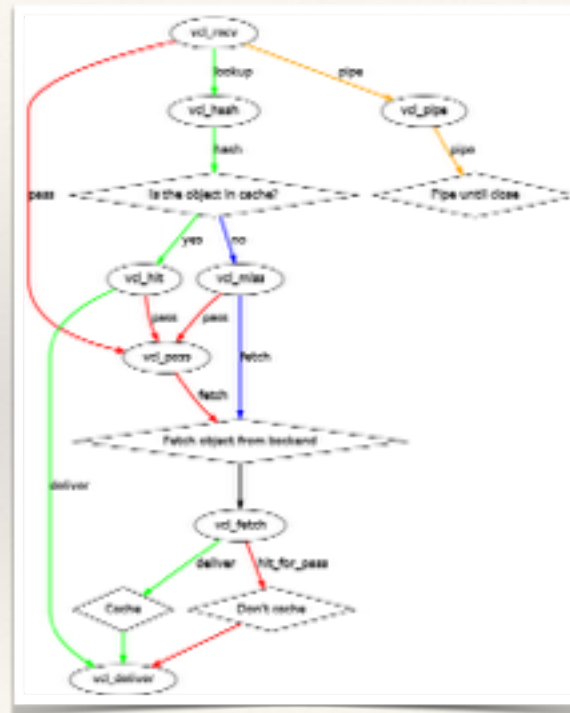 vcl_recv
lookup
pipe
vcl_hash
vcl_pipe
hash
pipe
pass
Is the object in cache?
Pipe until close
yes
no
vcl_hit
vcl_miss
pass
pass
vcl_pass
fetch
fetch
Fetch object from backend
deliver
vcl_fetch
deliver
hit_for_pass
Cache
Don't cache
vcl_deliver